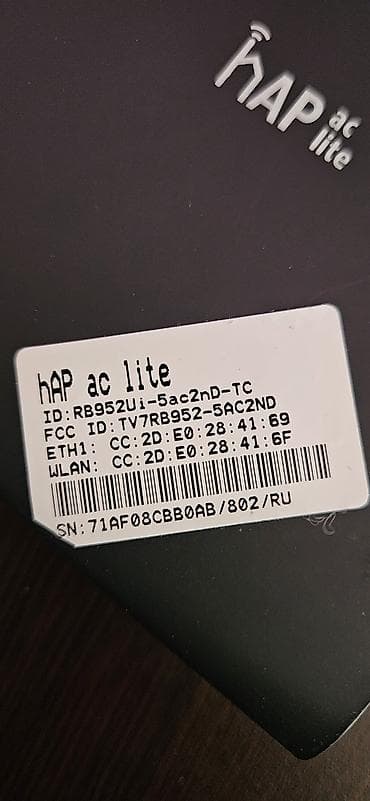 hAP ac
lite
hAP ac lite
ID:RB952Ui-5ac2nD-TC
FCC ID:TV7RB952-5AC2ND
ETH1: CC:2D:E0:28:41:69
WLAN: CC:2D:E0:28:41:6F
SN:71AF08CBB0AB/802/RU